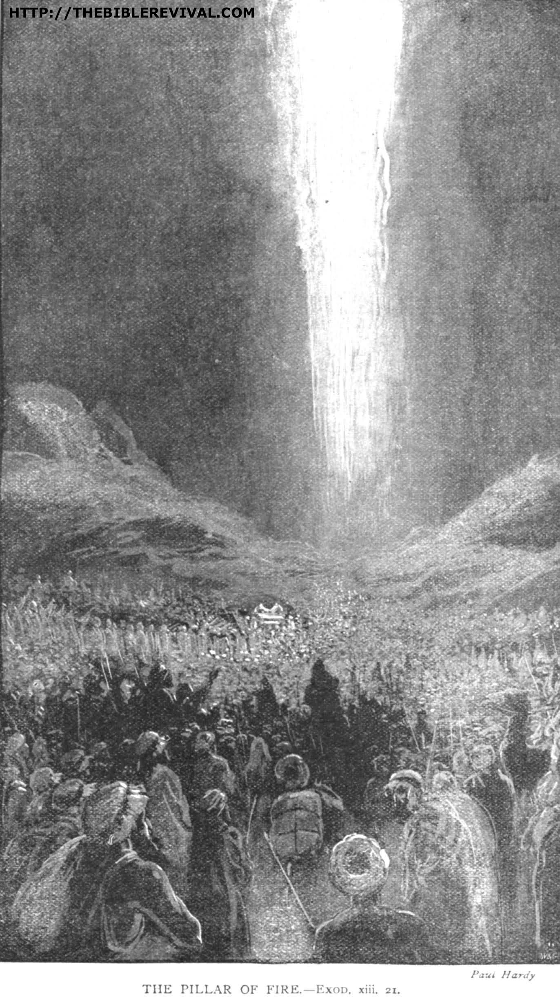 HTTP://THEBIBLEREVIVAL.COM
Paul Hardy
THE PILLAR OF FIRE.—EXOD, xiii, 21.